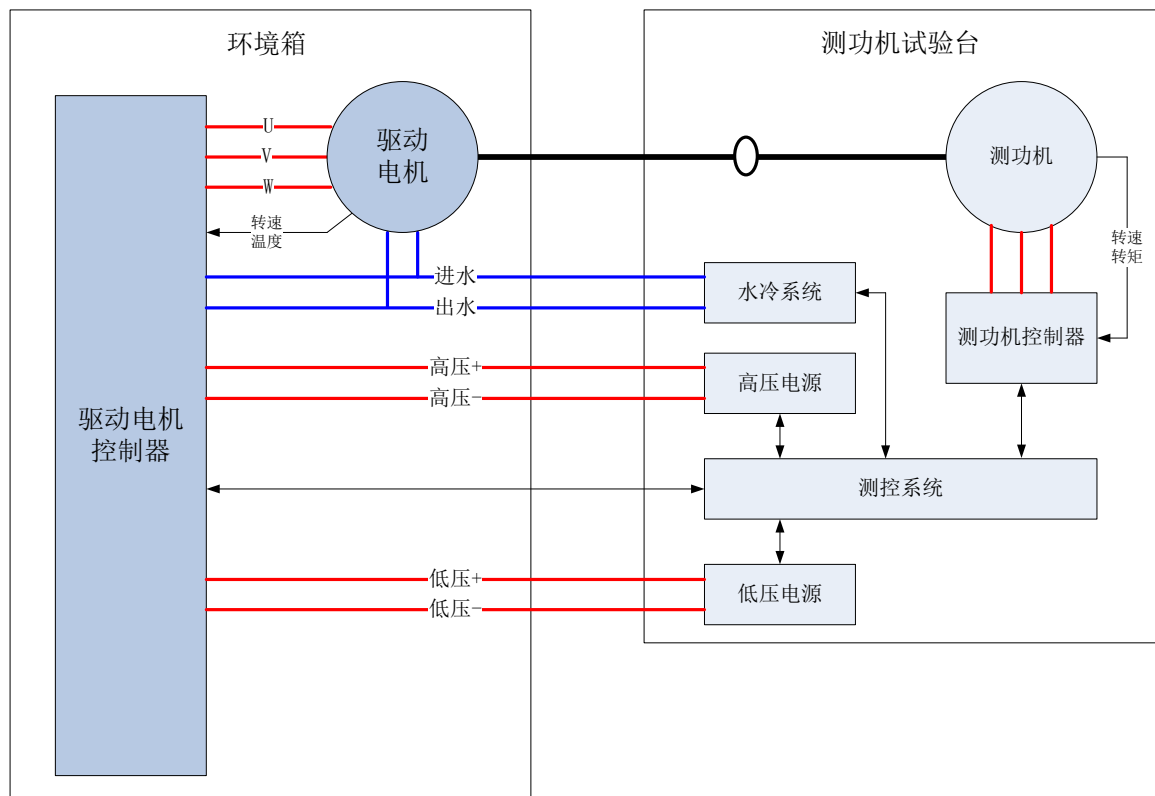 环境箱
测功机试验台
U
V
W
驱动
电机
测功机
转速
温度
转速
转矩
进水
出水
水冷系统
测功机控制器
高压+
高压-
高压电源
驱动电机
控制器
测控系统
低压+
低压-
低压电源